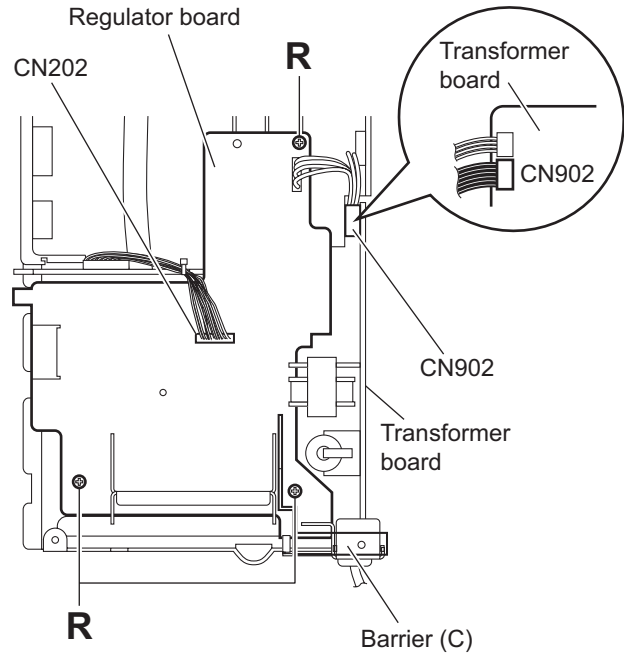 Regulator board
CN202
R
Transformer
board
CN902
CN902
Transformer
board
R
Barrier (C)